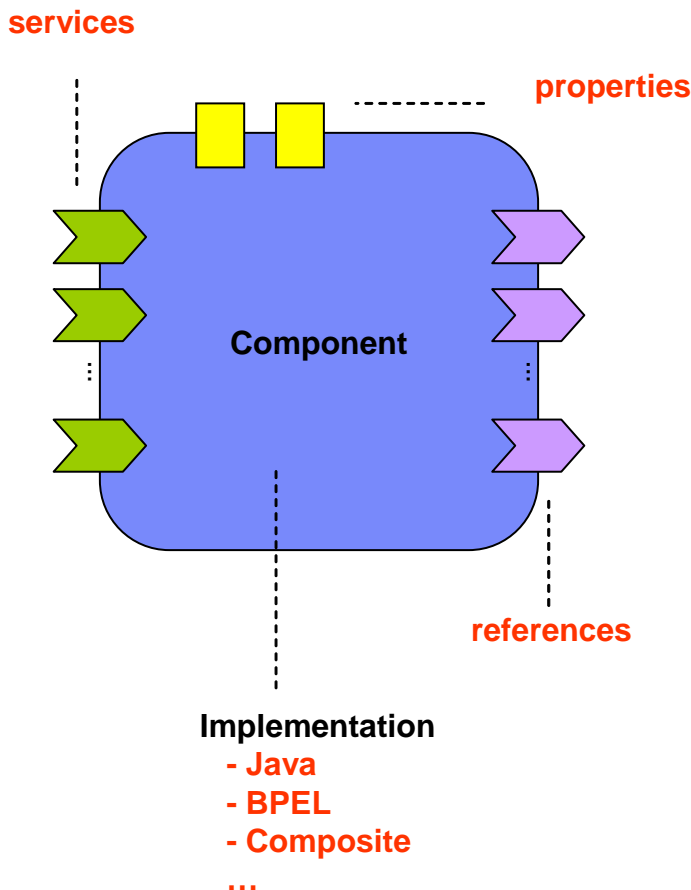 services
properties
Component
...
...
references
Implementation
- Java
- BPEL
- Composite
...